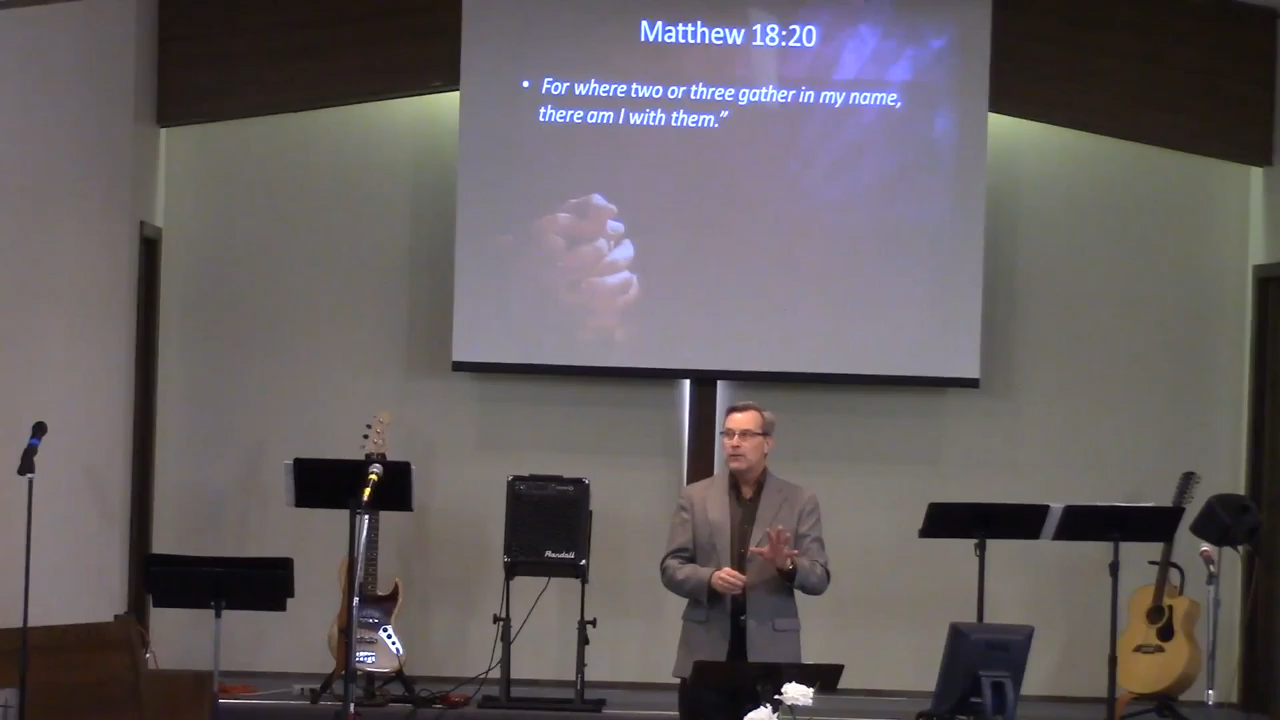 Matthew 18:20
• For where two or three gather in my name,
there am I with them.”
Randall